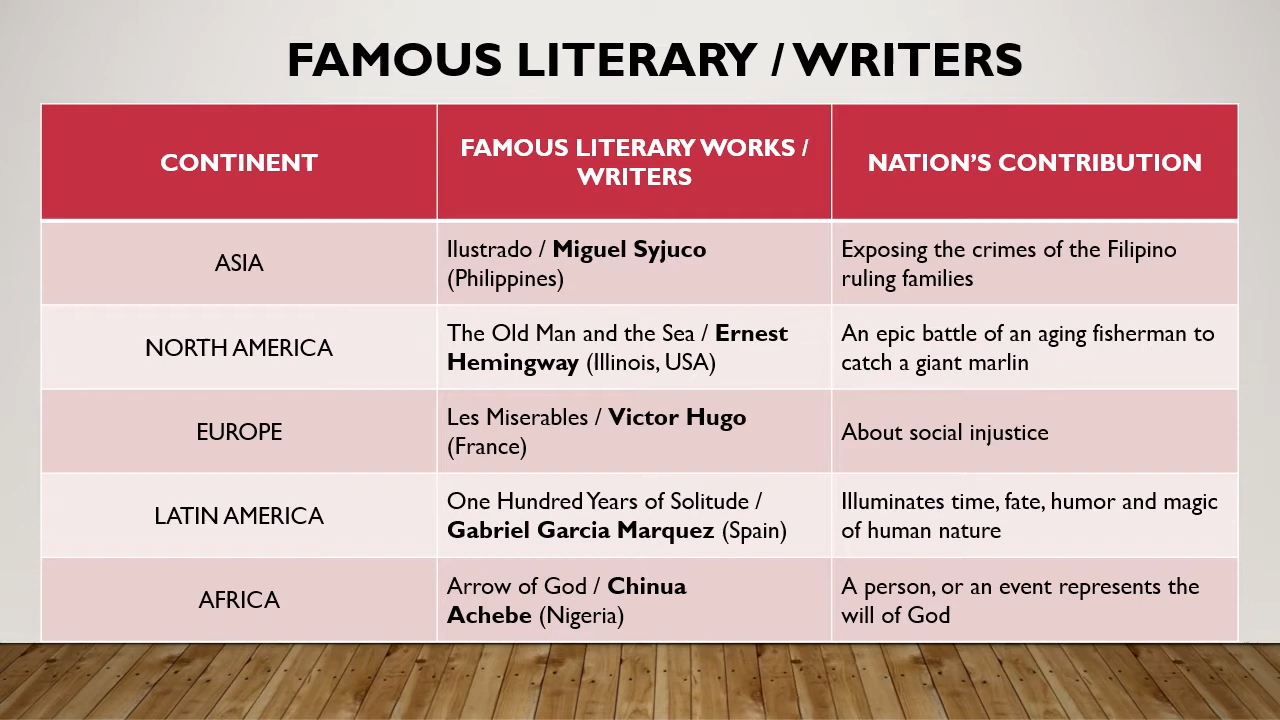 FAMOUS LITERARY / WRITERS
CONTINENT
FAMOUS LITERARY WORKS /
WRITERS
NATION’S CONTRIBUTION
ASIA
Ilustrado / Miguel Syjuco
(Philippines)
Exposing the crimes of the Filipino
ruling families
NORTH AMERICA
The Old Man and the Sea / Ernest
Hemingway (Illinois, USA)
An epic battle of an aging fisherman to
catch a giant marlin
EUROPE
Les Miserables / Victor Hugo
(France)
About social injustice
LATIN AMERICA
One Hundred Years of Solitude /
Gabriel Garcia Marquez (Spain)
Illuminates time, fate, humor and magic
of human nature
AFRICA
Arrow of God / Chinua
Achebe (Nigeria)
A person, or an event represents the
will of God